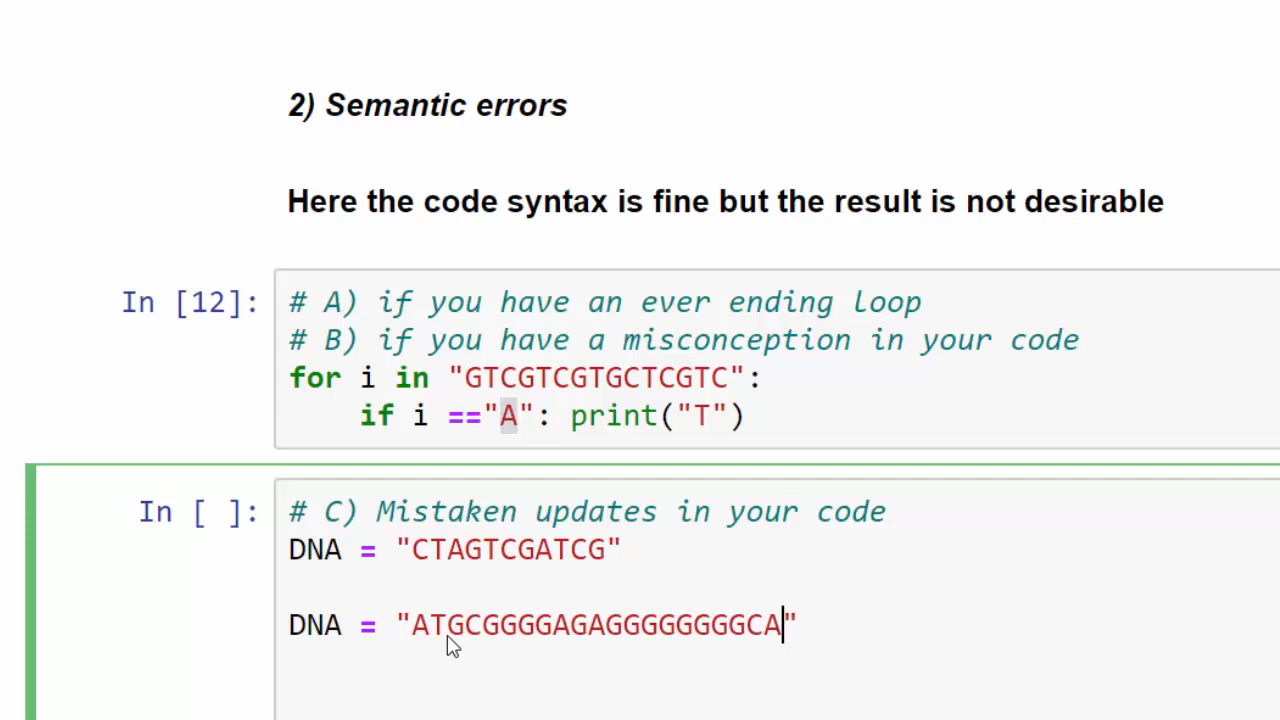 2) Semantic errors
Here the code syntax is fine but the result is not desirable
In [12]:
# A) if you have an ever ending loop
# B) if you have a misconception in your code
for i in "GTCGTCGTGCTCGTC":
    if i =="A": print("T")
In [ ]:
# C) Mistaken updates in your code
DNA = "CTAGTCGATCG"
DNA = "ATGCGGGGAGAGGGGGGGGCA"